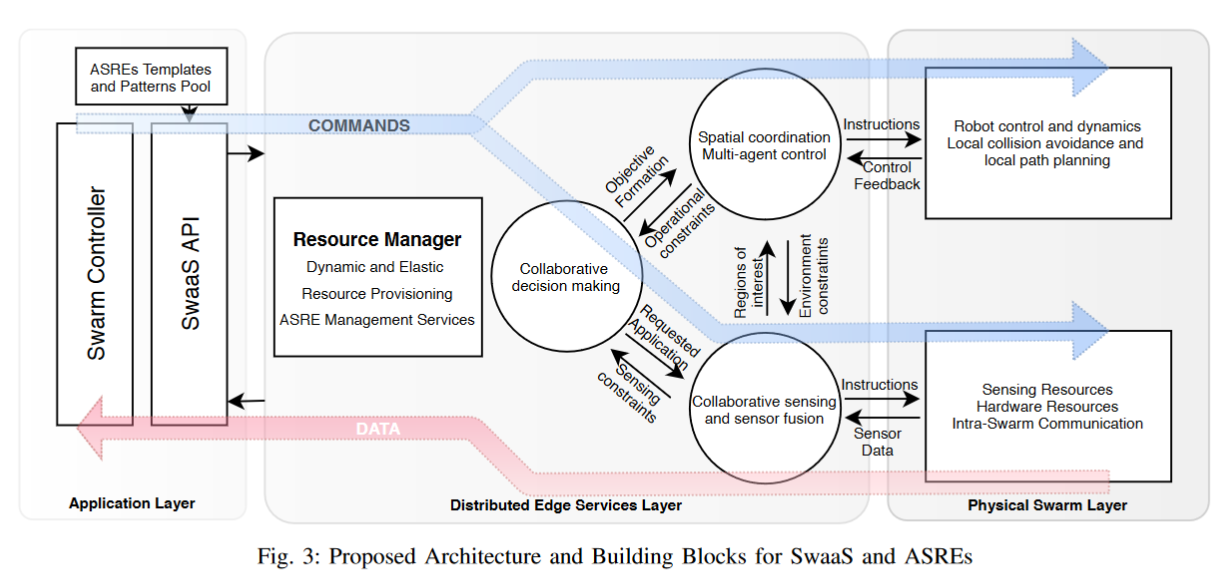 ASREs Templates
and Patterns Pool
Swarm Controller
SwaaS API
COMMANDS
Resource Manager
Dynamic and Elastic
Resource Provisioning
ASRE Management Services
Collaborative
decision making
Objective
Formation
Operational
constraints
Spatial coordination
Multi-agent control
Instructions
Control
Feedback
Robot control and dynamics
Local collision avoidance and
local path planning
Regions of
interest
Environment
constratints
Requested
Application
Sensing
constraints
Collaborative sensing
and sensor fusion
Instructions
Sensor
Data
Sensing Resources
Hardware Resources
Intra-Swarm Communication
DATA
Application Layer
Distributed Edge Services Layer
Physical Swarm Layer
Fig. 3: Proposed Architecture and Building Blocks for SwaaS and ASREs